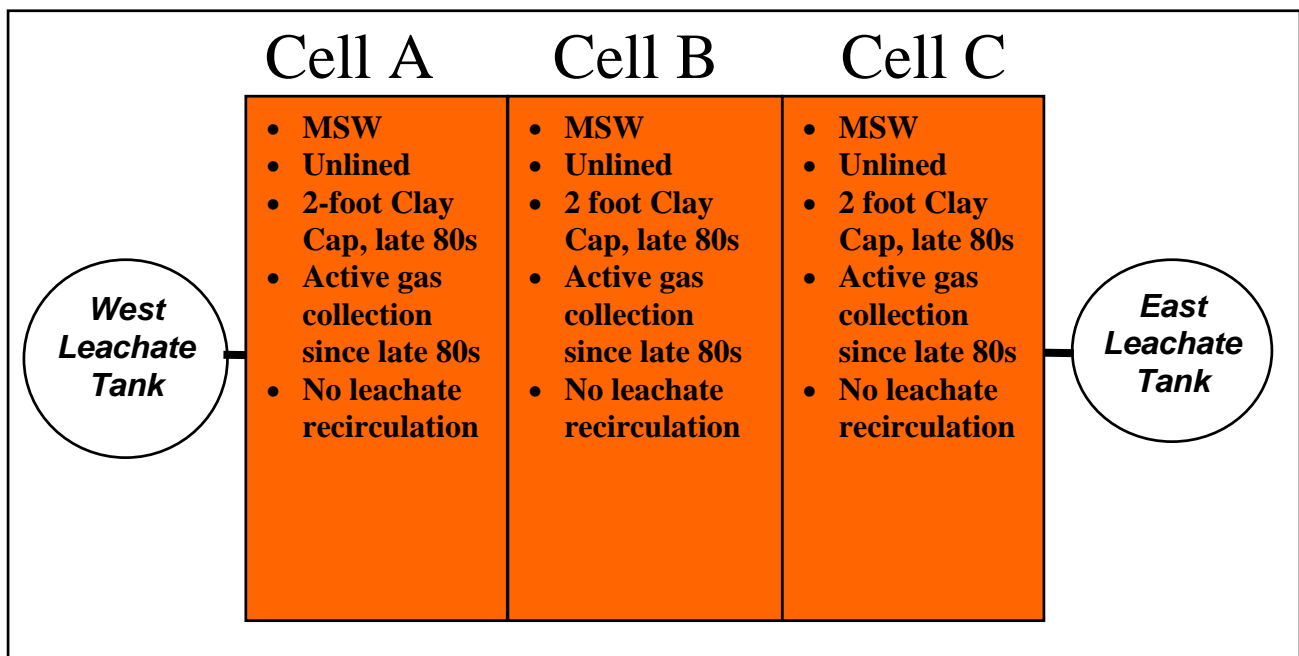 Cell A
Cell B
Cell C
• MSW
• Unlined
• 2-foot Clay
Cap, late 80s
• Active gas
collection
since late 80s
• No leachate
recirculation
• MSW
• Unlined
• 2 foot Clay
Cap, late 80s
• Active gas
collection
since late 80s
• No leachate
recirculation
• MSW
• Unlined
• 2 foot Clay
Cap, late 80s
• Active gas
collection
since late 80s
• No leachate
recirculation
West
Leachate
Tank
East
Leachate
Tank